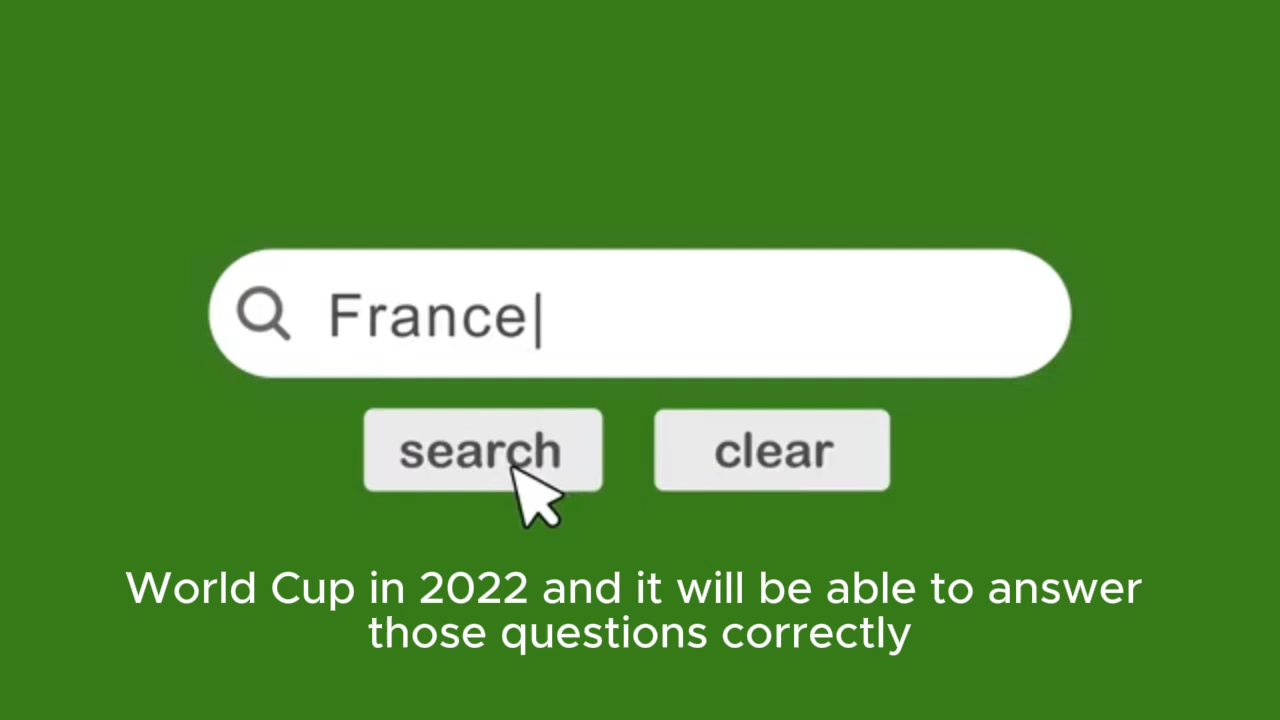 France
search
clear
World Cup in 2022 and it will be able to answer
those questions correctly